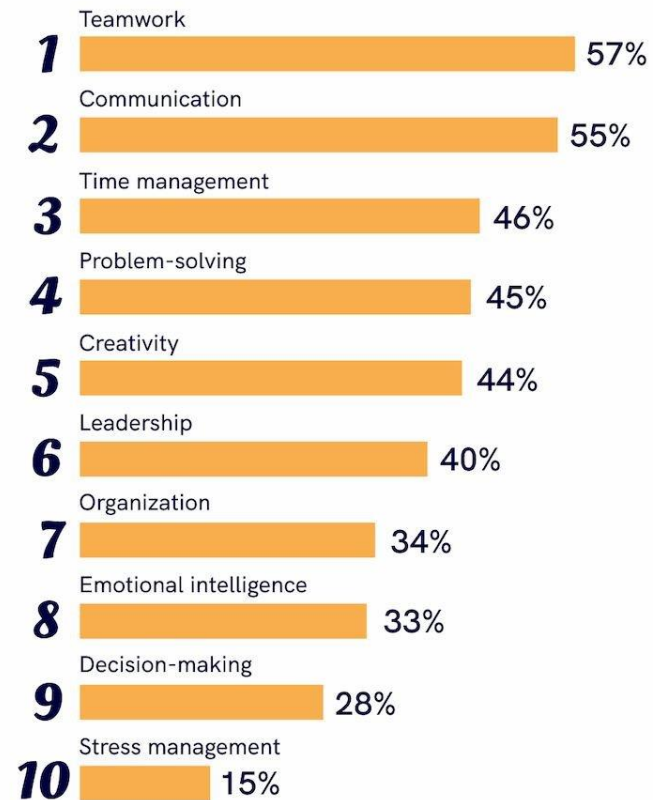 Teamwork
1 57%
Communication
2 55%
Time management
3 46%
Problem-solving
4 45%
Creativity
5 44%
Leadership
6 40%
Organization
7 34%
Emotional intelligence
8 33%
Decision-making
9 28%
Stress management
10 15%